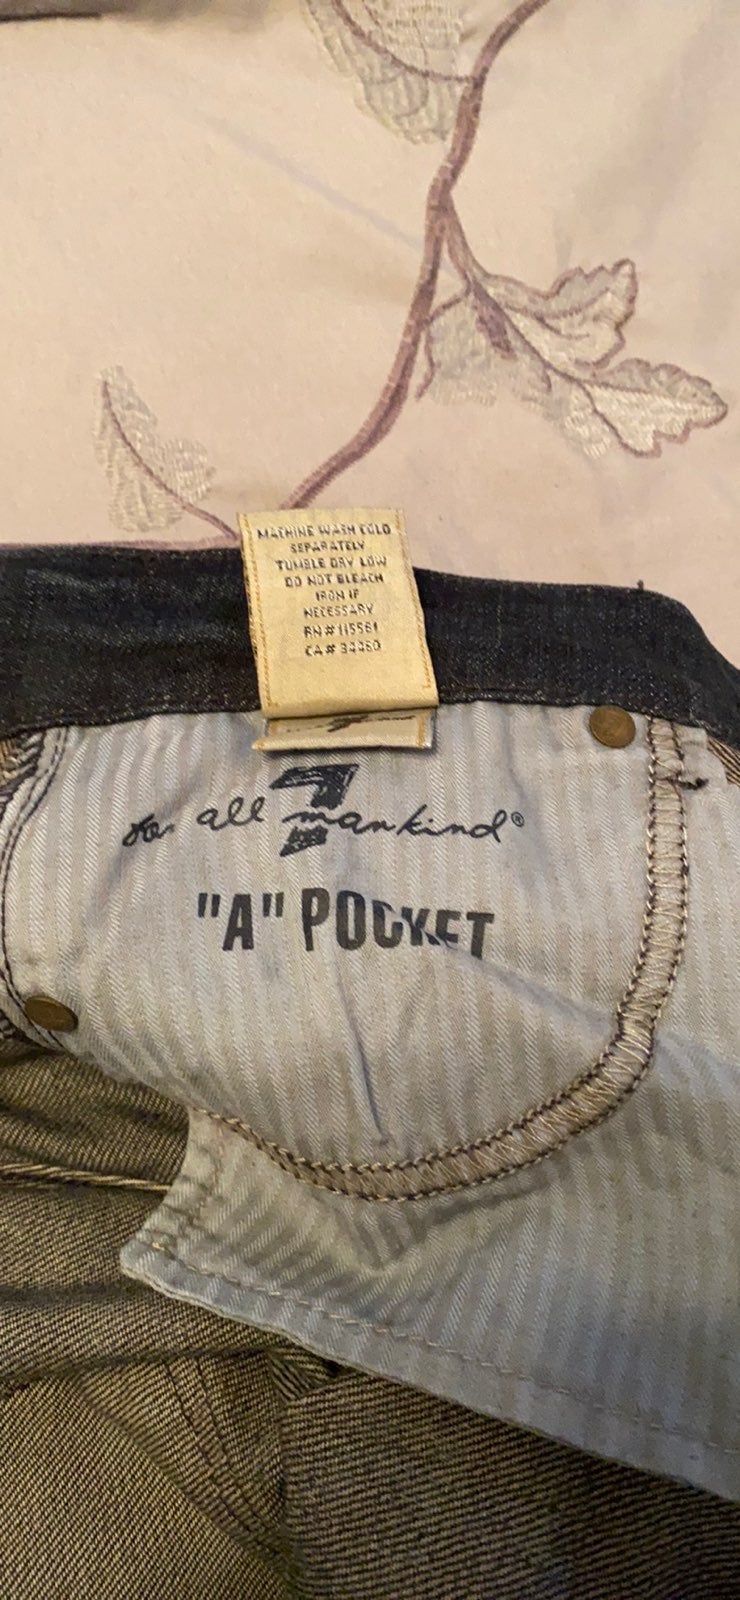 MACHINE WASH COLD
SEPARATELY
TUMBLE DRY LOW
DO NOT BLEACH
IRON IF
NECESSARY
RN# 115561
CA# 34460
7
for all mankind®
"A" POCKET